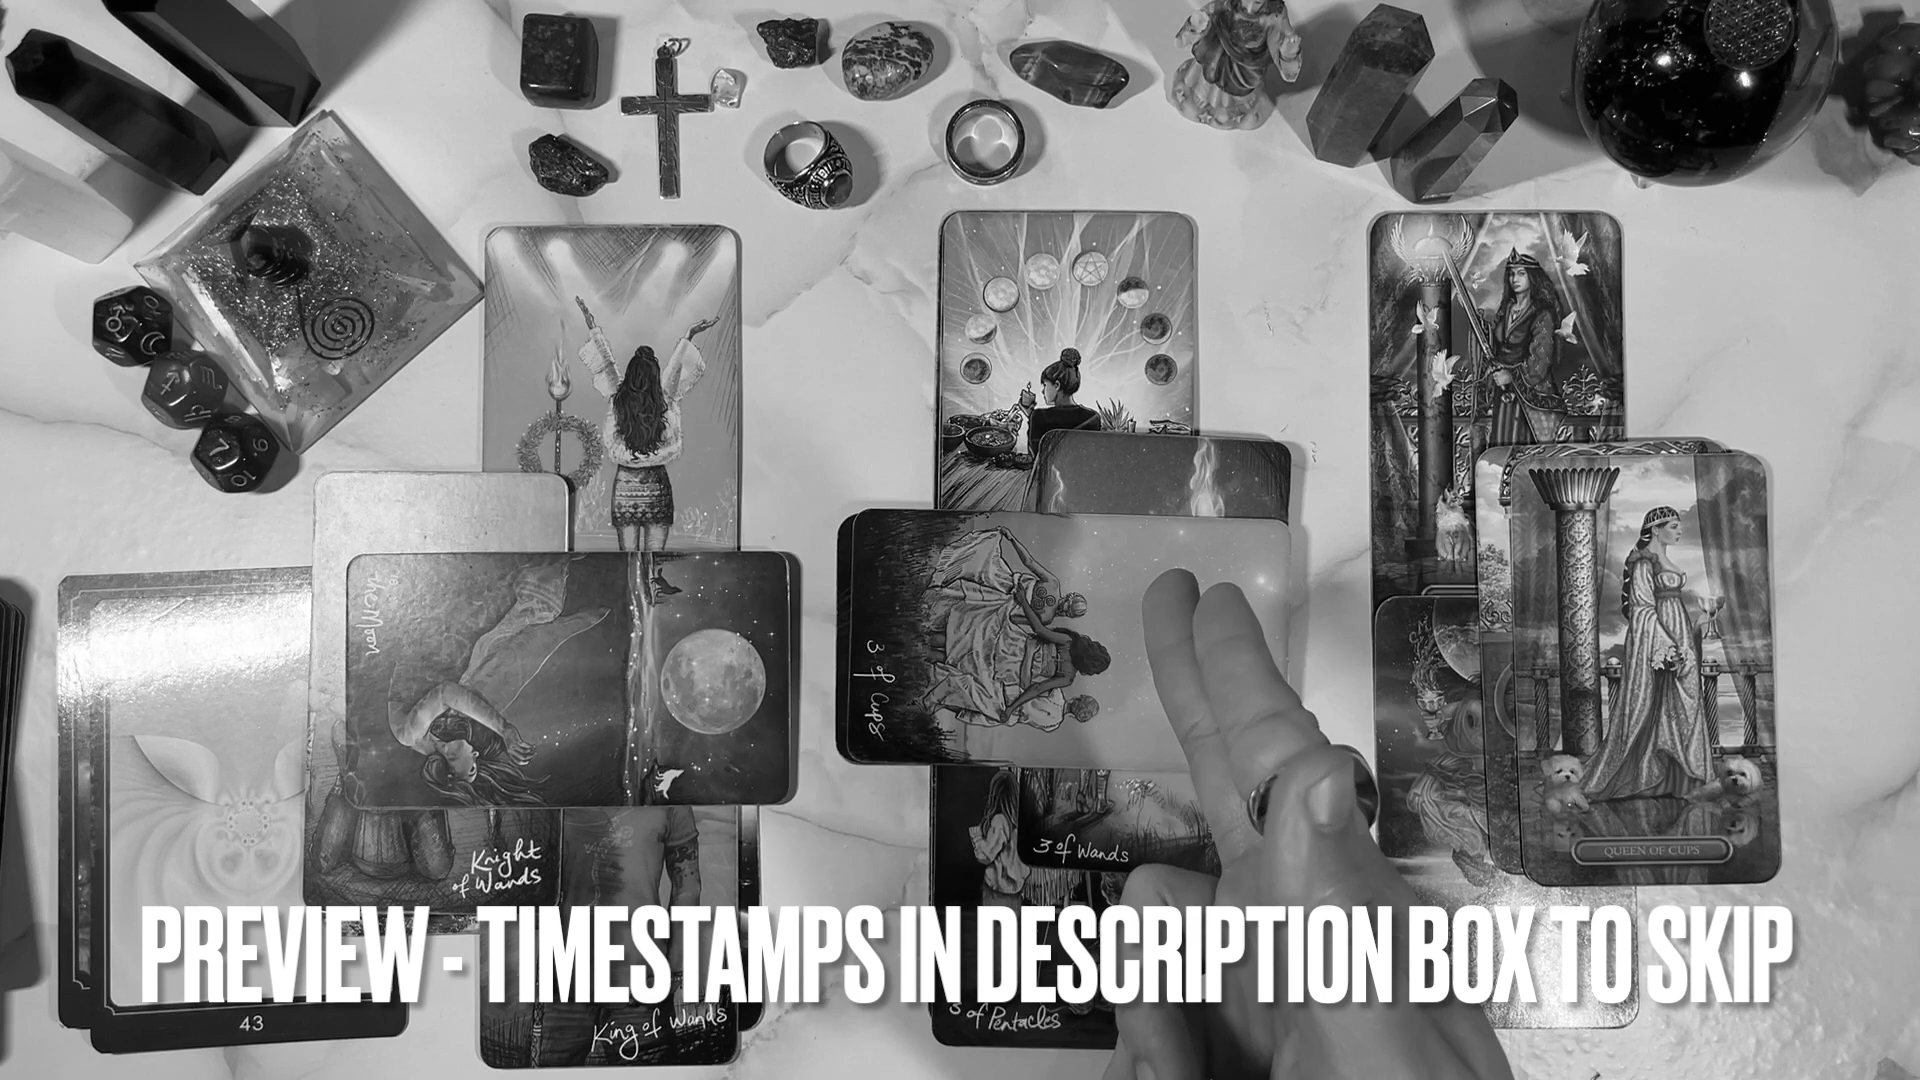 the Moon
3 of Cups
3 of Wands
QUEEN OF CUPS
Knight
of Wands
PREVIEW - TIMESTAMPS IN DESCRIPTION BOX TO SKIP
43
King of Wands
of Pentacles